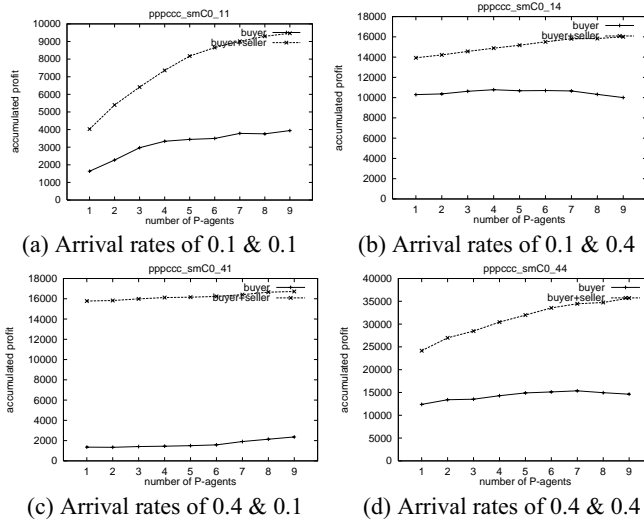 pppccc_smC0_11
10000
9000
8000
7000
6000
5000
4000
3000
2000
1000
0
accumulated profit
buyer
buyer+seller
1 2 3 4 5 6 7 8 9
number of P-agents
(a) Arrival rates of 0.1 & 0.1
pppccc_smC0_14
18000
16000
14000
12000
10000
8000
6000
4000
2000
0
accumulated profit
buyer
buyer+seller
1 2 3 4 5 6 7 8 9
number of P-agents
(b) Arrival rates of 0.1 & 0.4
pppccc_smC0_41
18000
16000
14000
12000
10000
8000
6000
4000
2000
0
accumulated profit
buyer
buyer+seller
1 2 3 4 5 6 7 8 9
number of P-agents
(c) Arrival rates of 0.4 & 0.1
pppccc_smC0_44
40000
35000
30000
25000
20000
15000
10000
5000
0
accumulated profit
buyer
buyer+seller
1 2 3 4 5 6 7 8 9
number of P-agents
(d) Arrival rates of 0.4 & 0.4